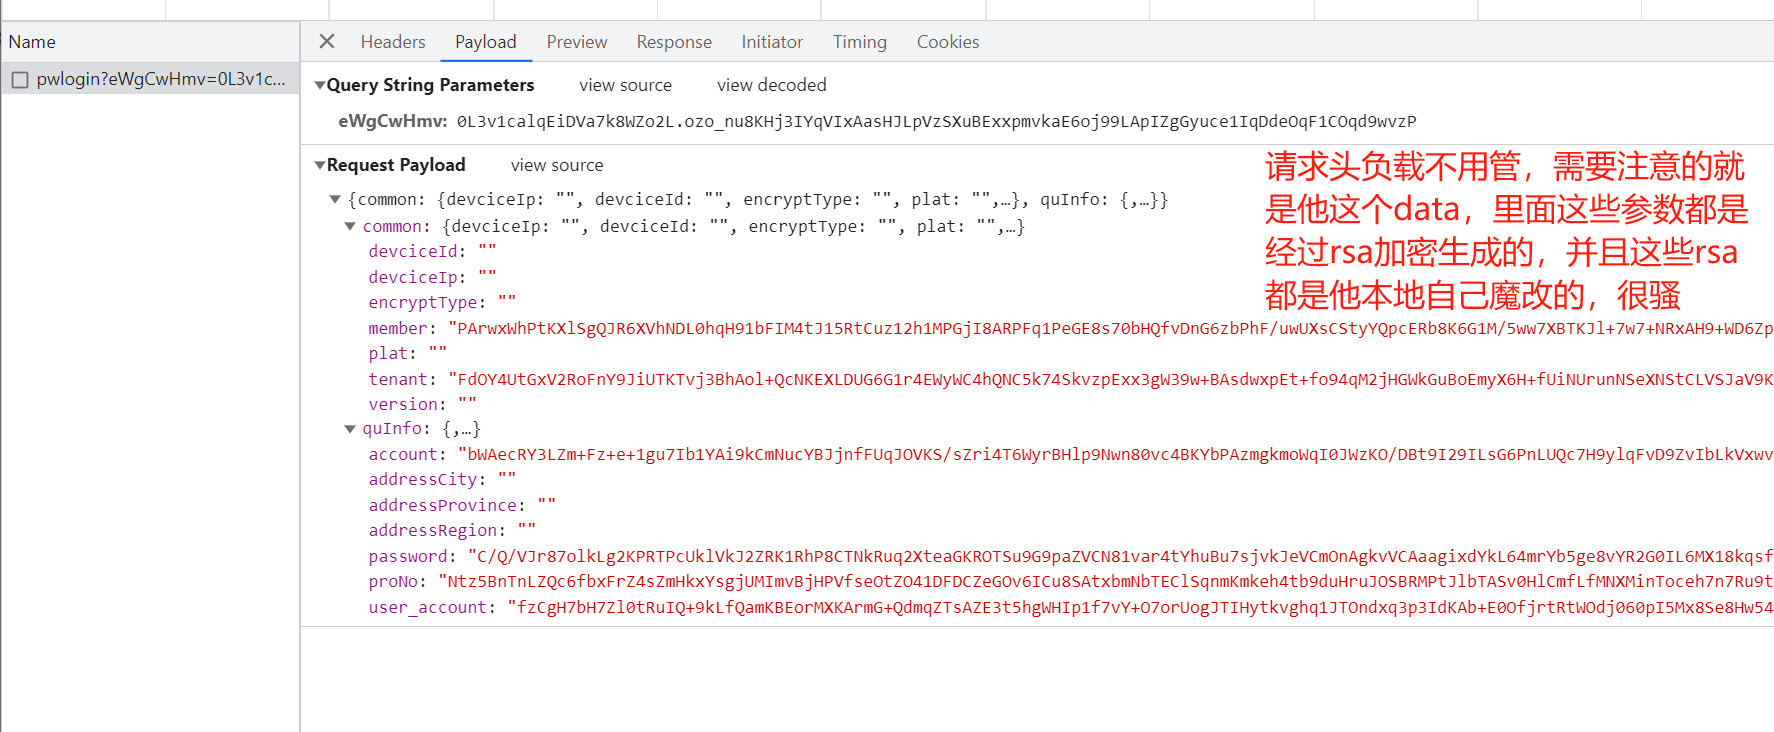 Name
Headers Payload Preview Response Initiator Timing Cookies
pwlogin?eWgCwHmv=0L3v1c...
▼Query String Parameters view source view decoded
eWgCwHmv: 0L3v1calqEiDVa7k8WZo2L.ozo_nu8KHj3IYqVIxAasHJLpVzSXuBExxpmvkaE6oj99LApIZgGyuce1IqDdeOqF1COqd9wvzP
▼Request Payload view source
请求头负载不用管，需要注意的就
是他这个data，里面这些参数都是
经过rsa加密生成的，并且这些rsa
都是他本地自己魔改的，很骚
▼ {common: {devciceIp: "", devciceId: "", encryptType: "", plat: "",…}, quInfo: {,…}}
▼ common: {devciceIp: "", devciceId: "", encryptType: "", plat: "",…}
devciceId: ""
devciceIp: ""
encryptType: ""
member: "PArwxWhPtKXlSgQJR6XVhNDL0hqH91bFIM4tJ15RtCuz12h1MPGjI8ARPFq1PeGE8s70bHQfvDnG6zbPhF/uwUXsCStyYQpcERb8K6G1M/5ww7XBTKJl+7w7+NRxAH9+WD6Zp
plat: ""
tenant: "FdOY4UtGxV2RoFnY9JiUTKTvj3BhAol+QcNKEXLDUG6G1r4EWyWC4hQNC5k74SkvzpExx3gW39w+BAsdwxpEt+fo94qM2jHGWkGuBoEmyX6H+fUiNUrunNSeXNStCLVSJaV9K
version: ""
▼ quInfo: {,…}
account: "bWAecRY3LZm+Fz+e+1gu7Ib1YAi9kCmNucYBJjnfFUqJOVKS/sZri4T6WyrBHlp9Nwn80vc4BKYbPAzmgkmoWqI0JWzKO/DBt9I29ILsG6PnLUQc7H9ylqFvD9ZvIbLkVxwv
addressCity: ""
addressProvince: ""
addressRegion: ""
password: "C/Q/VJr87olkLg2KPRTPcUklVkJ2ZRK1RhP8CTNkRuq2XteaGKROTSu9G9paZVCN81var4tYhuBu7sjvkJeVCmOnAgkvVCAaagixdYkL64mrYb5ge8vYR2G0IL6MX18kqsf
proNo: "Ntz5BnTnLZQc6fbxFrZ4sZmHkxYsgjUMImvBjHPVfseOtZO41DFDCZeGOv6ICu8SAtxbmNbTEClSqnmKmkeh4tb9duHruJOSBRMPtJlbTASv0HlCmfLfMNXMinToceh7n7Ru9t
user_account: "fzCgH7bH7Zl0tRuIQ+9kLfQamKBEorMXKArmG+QdmqZTsAZE3t5hgWHIp1f7vY+O7orUogJTIHytkvghq1JTOndxq3p3IdKAb+E0OfjrtRtWOdj060pI5Mx8Se8Hw54